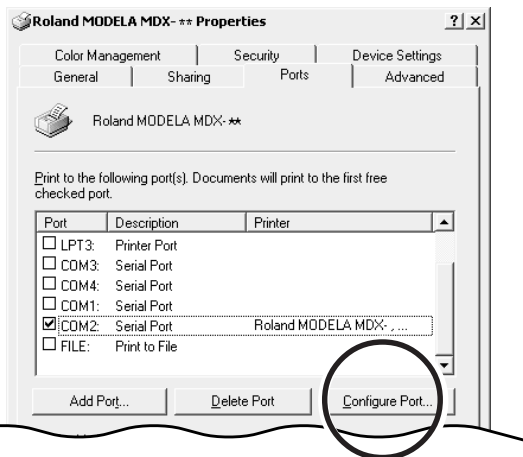 Roland MODELA MDX- ** Properties ? ×
Color Management Security Device Settings
General Sharing Ports Advanced
Roland MODELA MDX- **
Print to the following port(s). Documents will print to the first free
checked port.
Port Description Printer
LPT3: Printer Port
COM3: Serial Port
COM4: Serial Port
COM1: Serial Port
COM2: Serial Port Roland MODELA MDX- , ...
FILE: Print to File
Add Port... Delete Port Configure Port...